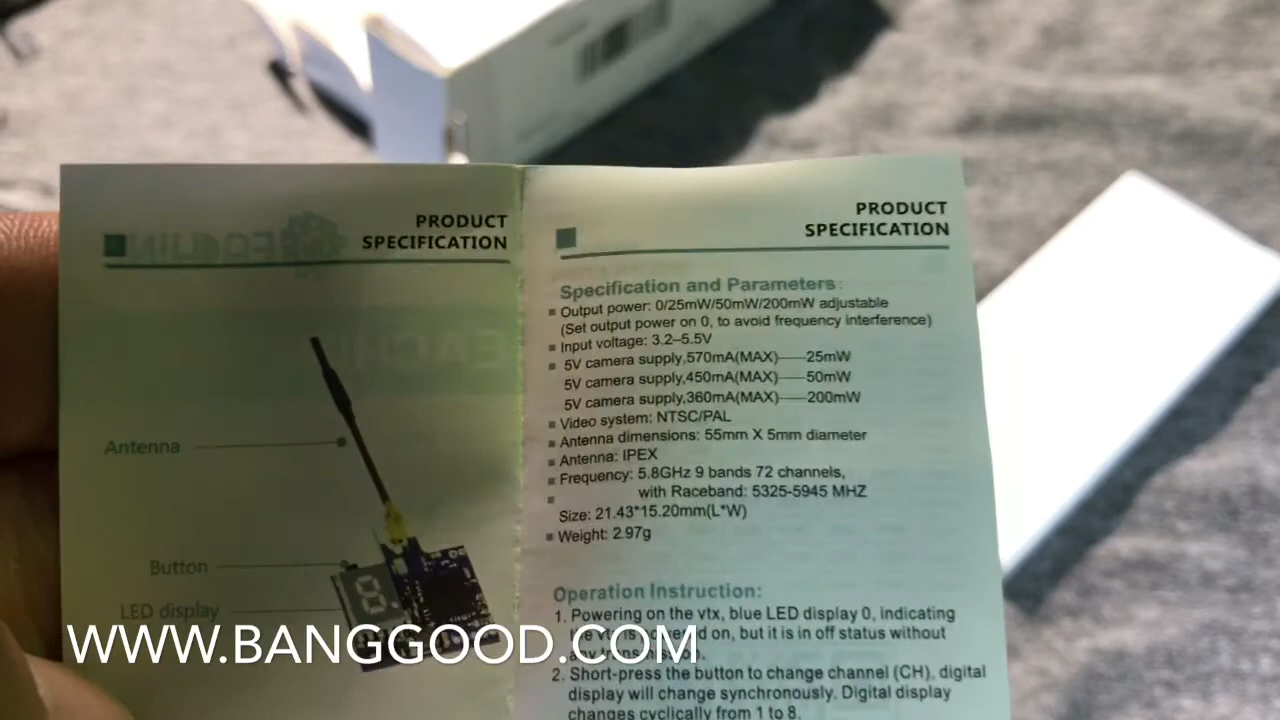 PRODUCT
SPECIFICATION
Antenna
Button
LED display
PRODUCT
SPECIFICATION
Specification and Parameters:
Output power: 0/25mW/50mW/200mW adjustable
(Set output power on 0, to avoid frequency interference)
Input voltage: 3.2–5.5V
5V camera supply,570mA(MAX)——25mW
5V camera supply,450mA(MAX)——50mW
5V camera supply,360mA(MAX)——200mW
Video system: NTSC/PAL
Antenna dimensions: 55mm X 5mm diameter
Antenna: IPEX
Frequency: 5.8GHz 9 bands 72 channels,
with Raceband: 5325-5945 MHZ
Size: 21.43*15.20mm(L*W)
Weight: 2.97g
Operation Instruction:
1. Powering on the vtx, blue LED display 0, indicating
on, but it is in off status without
2. Short-press the button to change channel (CH), digital
display will change synchronously. Digital display
changes cyclically from 1 to 8.
WWW.BANGGOOD.COM